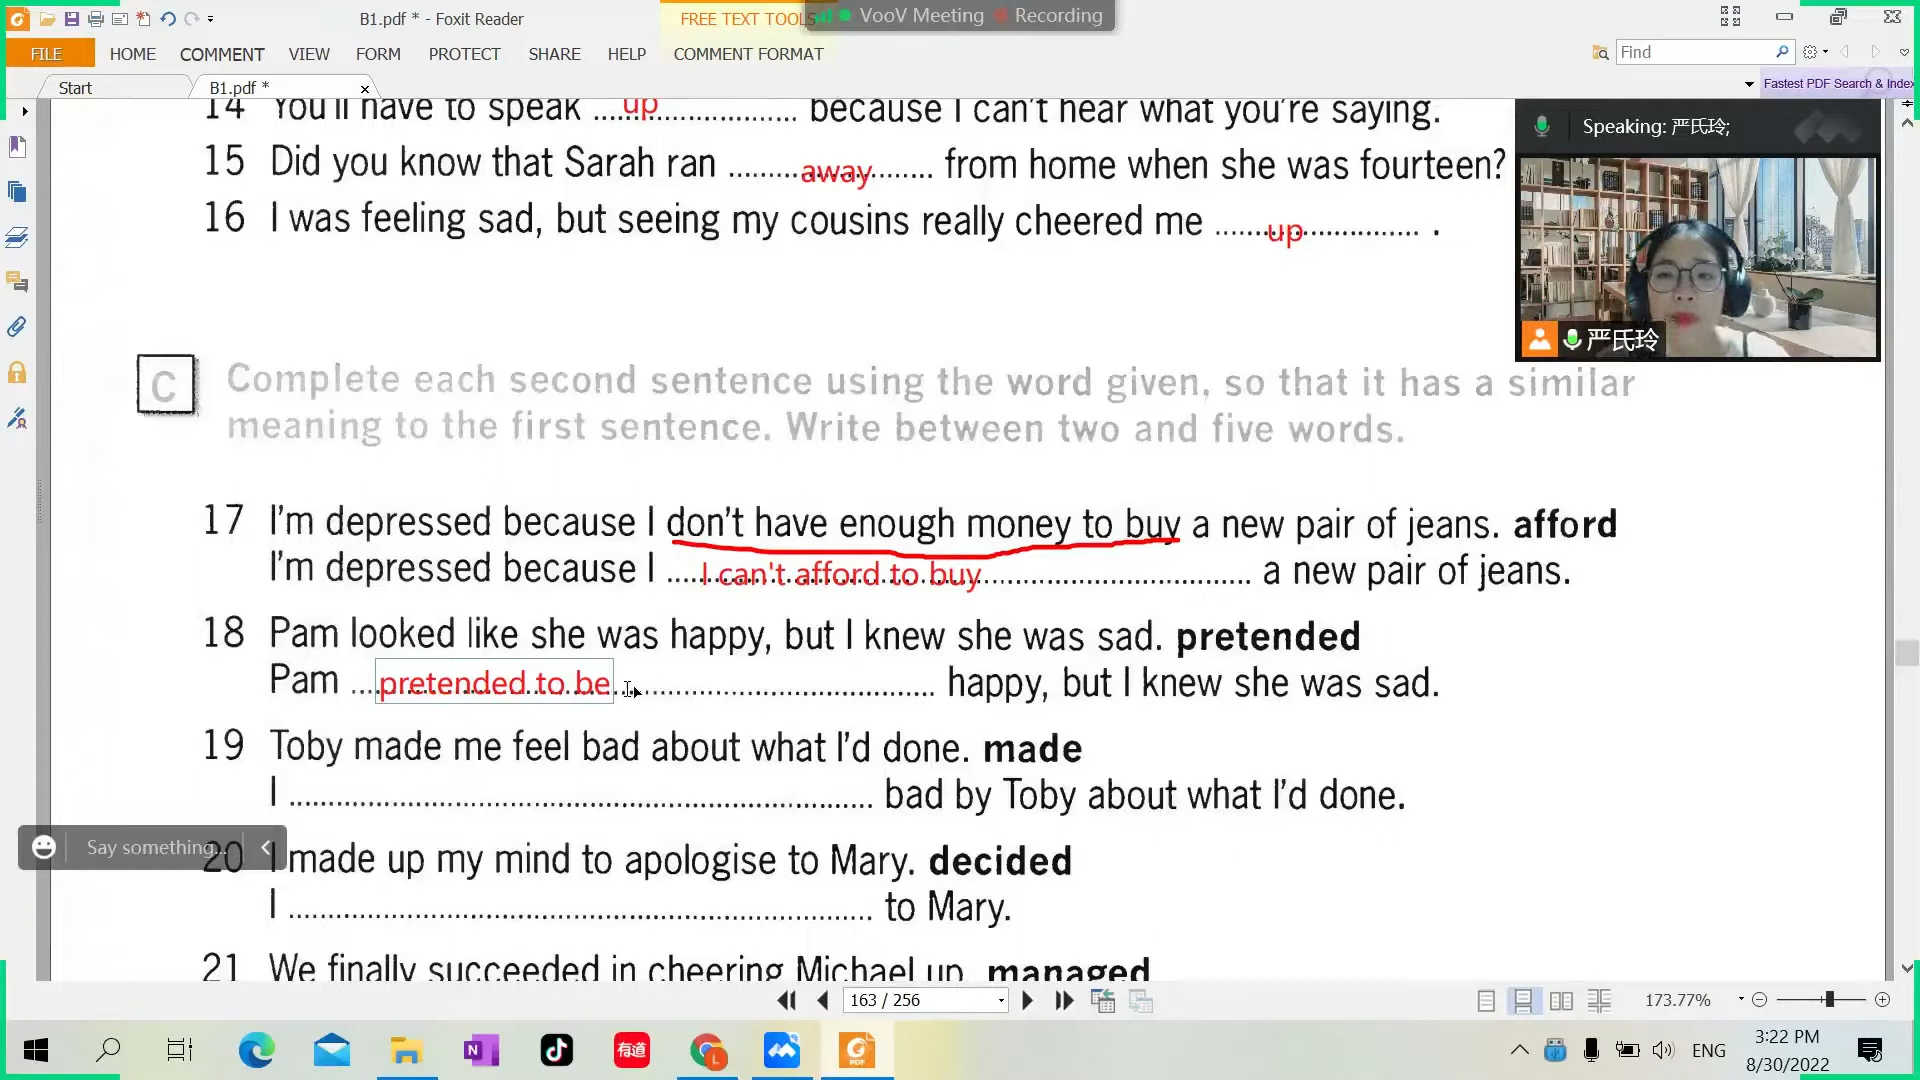 B1.pdf * - Foxit Reader
FREE TEXT TOOLS
VooV Meeting Recording
FILE HOME COMMENT VIEW FORM PROTECT SHARE HELP COMMENT FORMAT
Find
Start
B1.pdf *
Fastest PDF Search & Index
14 You'll have to speak .......... because I can't hear what you're saying.
up
15 Did you know that Sarah ran .......... from home when she was fourteen?
away
16 I was feeling sad, but seeing my cousins really cheered me .......... .
up
Speaking: 严氏玲;
严氏玲
C Complete each second sentence using the word given, so that it has a similar
meaning to the first sentence. Write between two and five words.
17 I'm depressed because I don't have enough money to buy a new pair of jeans. afford
I'm depressed because I .......... a new pair of jeans.
I can't afford to buy
18 Pam looked like she was happy, but I knew she was sad. pretended
Pam .......... happy, but I knew she was sad.
pretended to be
19 Toby made me feel bad about what I'd done. made
I .......... bad by Toby about what I'd done.
Say something...
20 I made up my mind to apologise to Mary. decided
I .......... to Mary.
21 We finally succeeded in cheering Michael up. managed
163 / 256
173.77%
有道
L
PDF
ENG
3:22 PM
8/30/2022